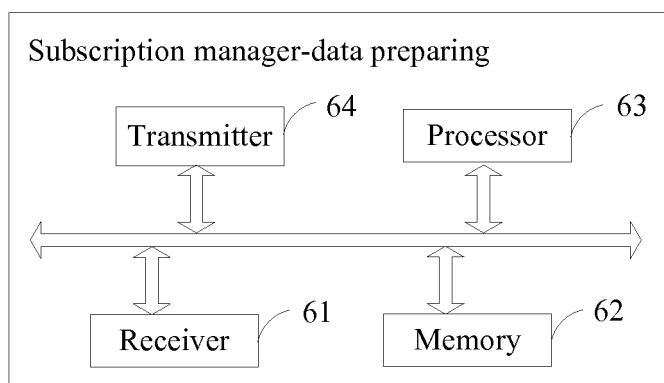 Subscription manager-data preparing
64
63
Transmitter
Processor
61
62
Receiver
Memory